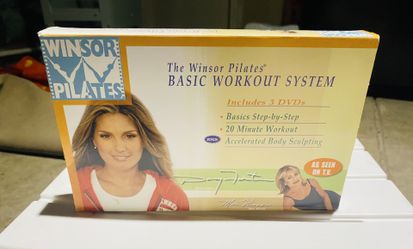 WINSOR
PILATES
The Winsor Pilates®
BASIC WORKOUT SYSTEM
Includes 3 DVDs
• Basics Step-by-Step
• 20 Minute Workout
• Accelerated Body Sculpting
AS SEEN
ON T.V.